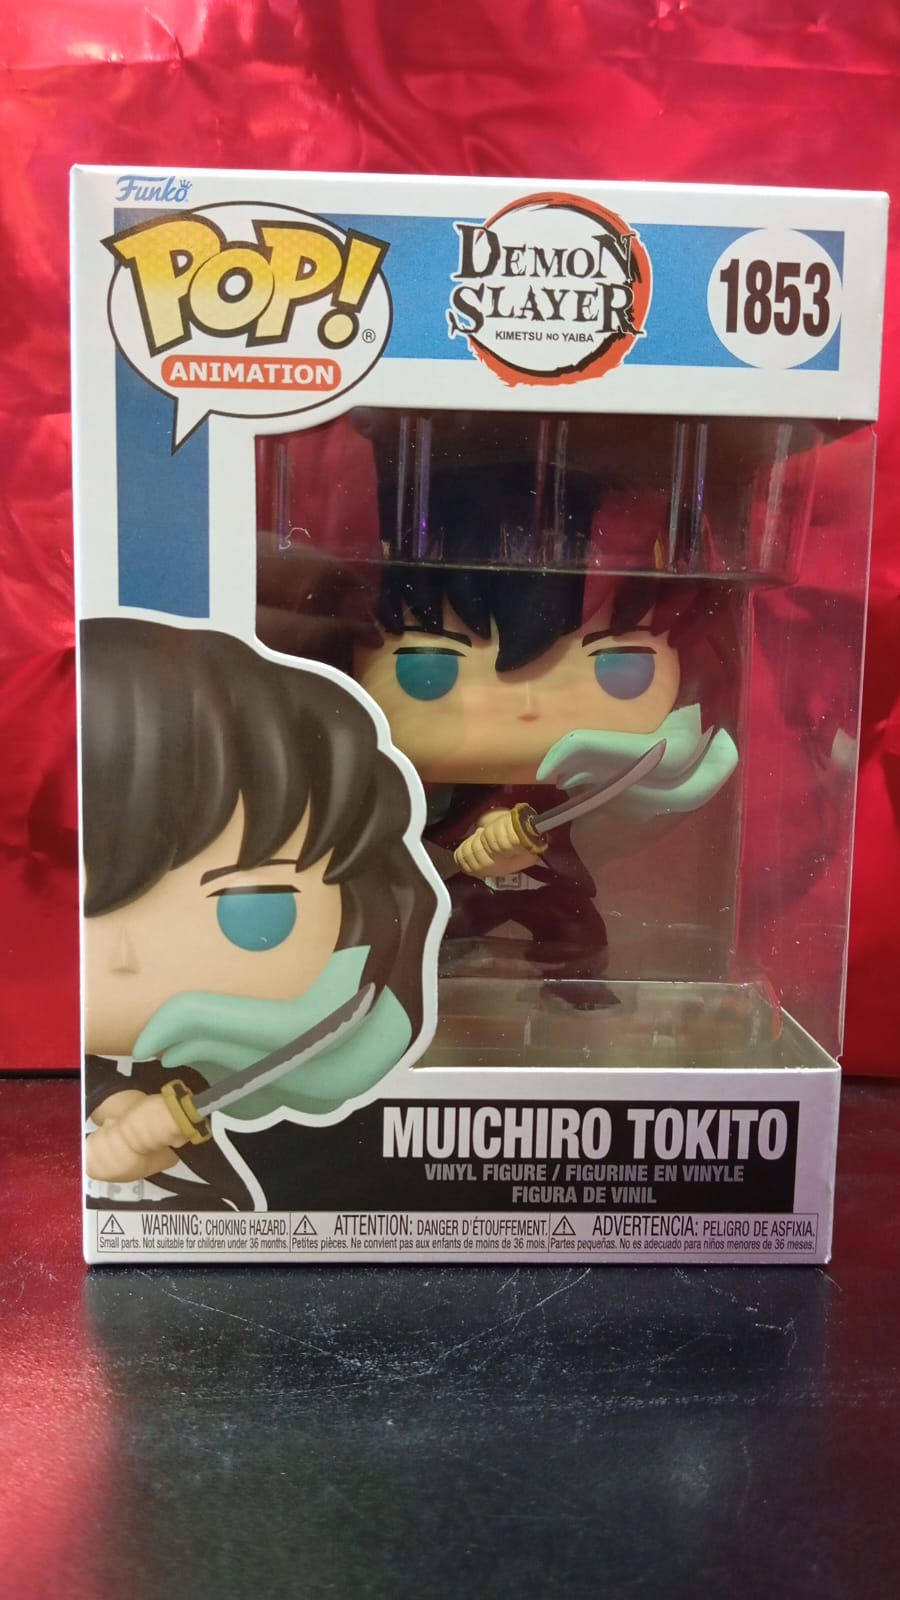 Funko
POP!®
ANIMATION
DEMON
SLAYER
KIMETSU NO YAIBA
1853
MUICHIRO TOKITO
VINYL FIGURE / FIGURINE EN VINYLE
FIGURA DE VINIL
WARNING: CHOKING HAZARD.
Small parts. Not suitable for children under 36 months.
ATTENTION: DANGER D'ÉTOUFFEMENT.
Petites pièces. Ne convient pas aux enfants de moins de 36 mois.
ADVERTENCIA: PELIGRO DE ASFIXIA.
Partes pequeñas. No es adecuado para niños menores de 36 meses.